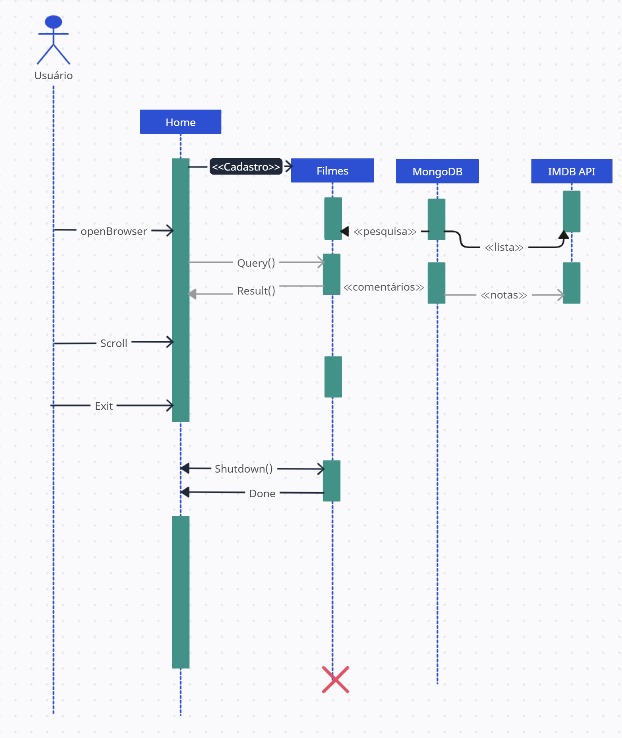 Usuário
Home
<<Cadastro>>
Filmes
MongoDB
IMDB API
openBrowser
<<pesquisa>>
<<lista>>
Query()
Result()
<<comentários>>
<<notas>>
Scroll
Exit
Shutdown()
Done